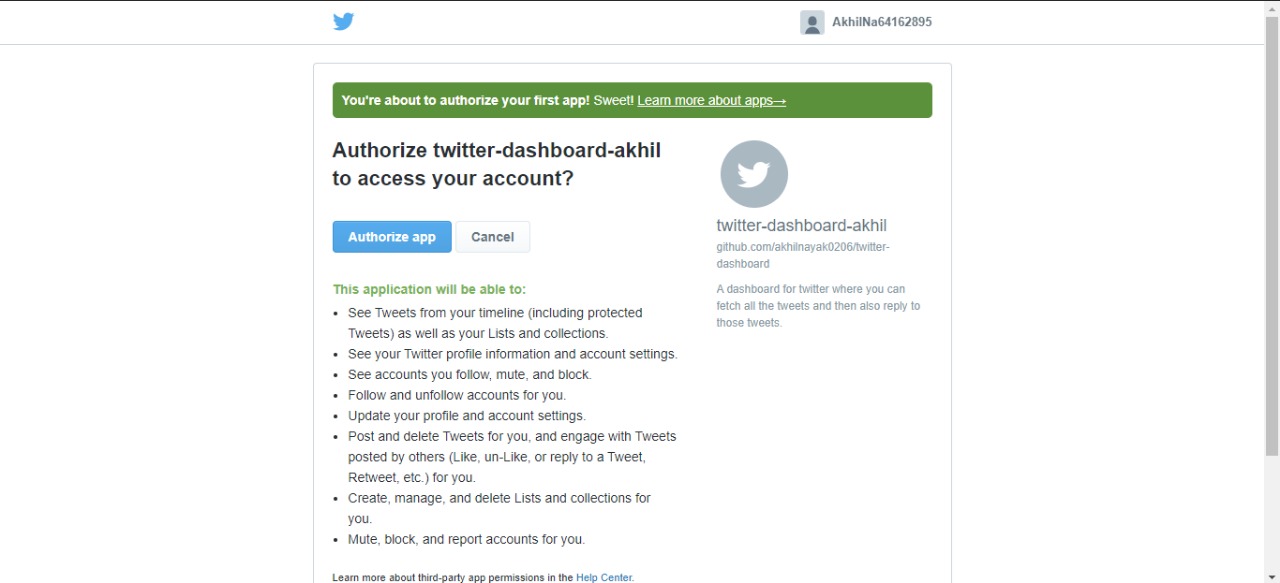 AkhilNa64162895
You're about to authorize your first app! Sweet! Learn more about apps→
Authorize twitter-dashboard-akhil
to access your account?
Authorize app
Cancel
This application will be able to:
• See Tweets from your timeline (including protected
Tweets) as well as your Lists and collections.
• See your Twitter profile information and account settings.
• See accounts you follow, mute, and block.
• Follow and unfollow accounts for you.
• Update your profile and account settings.
• Post and delete Tweets for you, and engage with Tweets
posted by others (Like, un-Like, or reply to a Tweet,
Retweet, etc.) for you.
• Create, manage, and delete Lists and collections for
you.
• Mute, block, and report accounts for you.
Learn more about third-party app permissions in the Help Center.
twitter-dashboard-akhil
github.com/akhilnayak0206/twitter-
dashboard
A dashboard for twitter where you can
fetch all the tweets and then also reply to
those tweets.